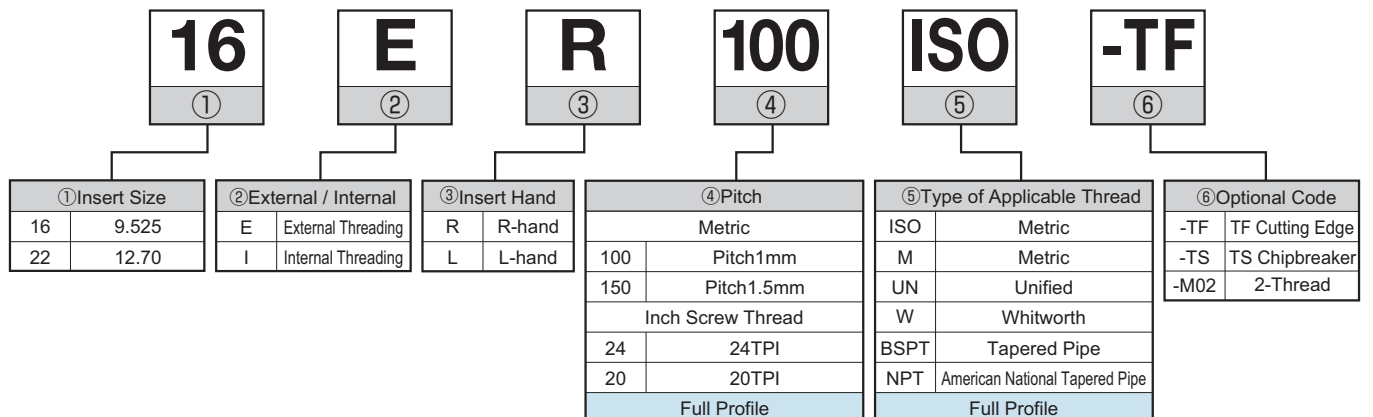 16 E R 100 ISO -TF
① ② ③ ④ ⑤ ⑥
①Insert Size
16 9.525
22 12.70
②External / Internal
E External Threading
I Internal Threading
③Insert Hand
R R-hand
L L-hand
④Pitch
Metric
100 Pitch1mm
150 Pitch1.5mm
Inch Screw Thread
24 24TPI
20 20TPI
Full Profile
⑤Type of Applicable Thread
ISO Metric
M Metric
UN Unified
W Whitworth
BSPT Tapered Pipe
NPT American National Tapered Pipe
Full Profile
⑥Optional Code
-TF TF Cutting Edge
-TS TS Chipbreaker
-M02 2-Thread